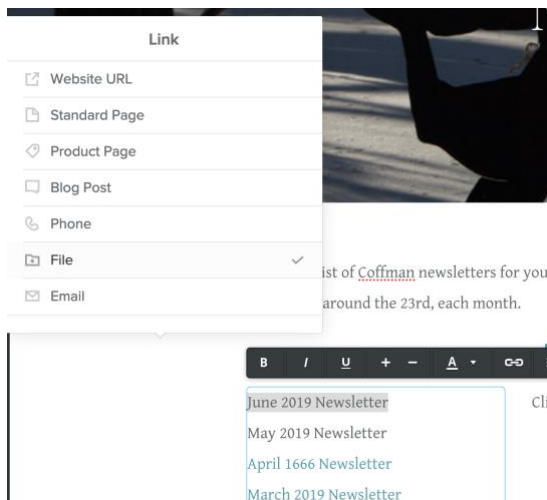 Link
Website URL
Standard Page
Product Page
Blog Post
Phone
File
Email
ist of Coffman newsletters for you
around the 23rd, each month.
B I U + − A
June 2019 Newsletter
Cli
May 2019 Newsletter
April 1666 Newsletter
March 2019 Newsletter